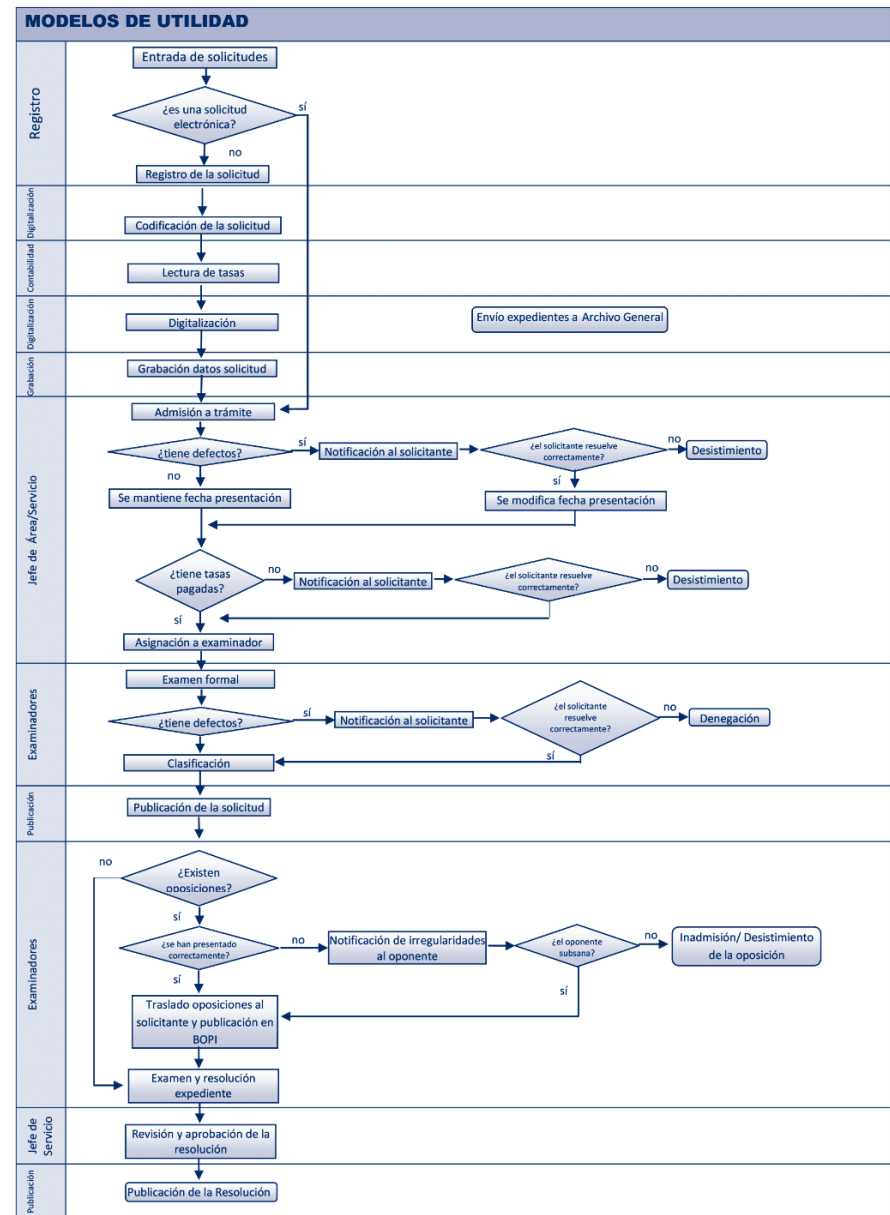 MODELOS DE UTILIDAD
Registro
Entrada de solicitudes
¿es una solicitud
electrónica?
sí
no
Registro de la solicitud
Digitalización
Codificación de la solicitud
Contabilidad
Lectura de tasas
Digitalización
Digitalización
Envío expedientes a Archivo General
Grabación
Grabación datos solicitud
Jefe de Área/Servicio
Admisión a trámite
¿tiene defectos?
sí
Notificación al solicitante
¿el solicitante resuelve
correctamente?
no
Desistimiento
no
Se mantiene fecha presentación
sí
Se modifica fecha presentación
¿tiene tasas
pagadas?
no
Notificación al solicitante
¿el solicitante resuelve
correctamente?
no
Desistimiento
sí
Asignación a examinador
Examinadores
Examen formal
¿tiene defectos?
sí
Notificación al solicitante
¿el solicitante
resuelve
correctamente?
no
Denegación
sí
Clasificación
Publicación
Publicación de la solicitud
Examinadores
no
¿Existen
oposiciones?
sí
¿se han presentado
correctamente?
no
Notificación de irregularidades
al oponente
¿el oponente
subsana?
no
Inadmisión/ Desistimiento
de la oposición
sí
sí
Traslado oposiciones al
solicitante y publicación en
BOPI
Examen y resolución
expediente
Jefe de
Servicio
Revisión y aprobación de la
resolución
Publicación
Publicación de la Resolución